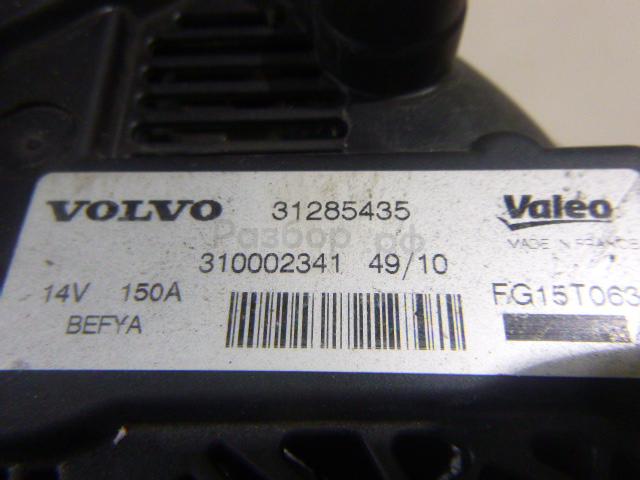 VOLVO 31285435 Valeo
Разбор.рф
MADE IN FRANCE
310002341 49/10
14V 150A FG15T063
BEFYA